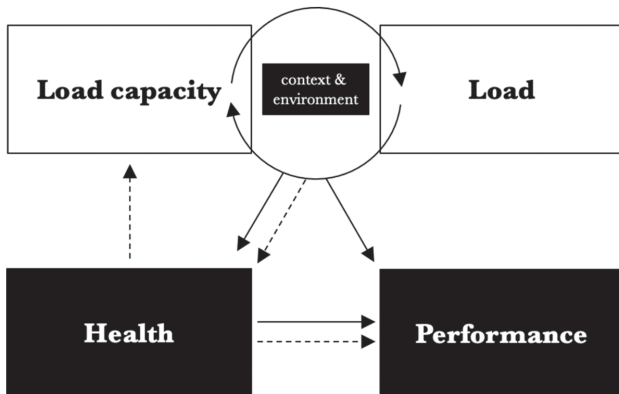 Load capacity
context &
environment
Load
Health
Performance